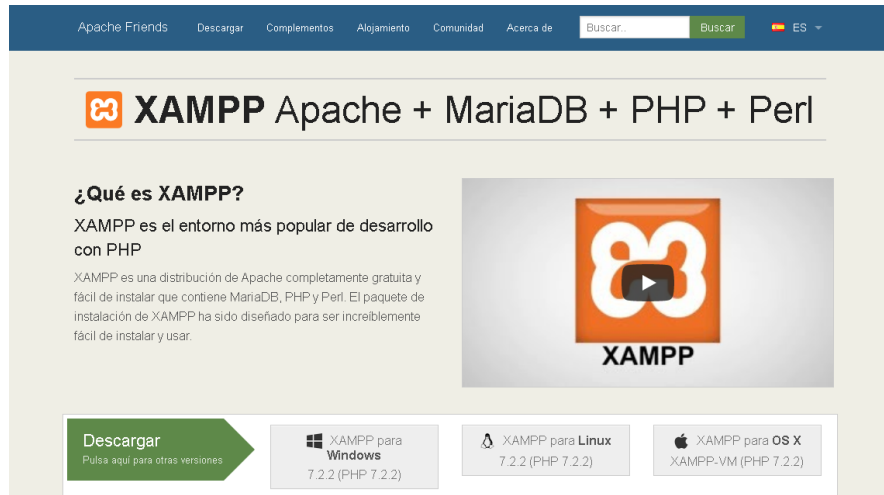 Apache Friends Descargar Complementos Alojamiento Comunidad Acerca de Buscar.. Buscar ES
XAMPP Apache + MariaDB + PHP + Perl
¿Qué es XAMPP?
XAMPP es el entorno más popular de desarrollo
con PHP
XAMPP es una distribución de Apache completamente gratuita y
fácil de instalar que contiene MariaDB, PHP y Perl. El paquete de
instalación de XAMPP ha sido diseñado para ser increíblemente
fácil de instalar y usar.
XAMPP
Descargar
Pulsa aquí para otras versiones
XAMPP para
Windows
7.2.2 (PHP 7.2.2)
XAMPP para Linux
7.2.2 (PHP 7.2.2)
XAMPP para OS X
XAMPP-VM (PHP 7.2.2)